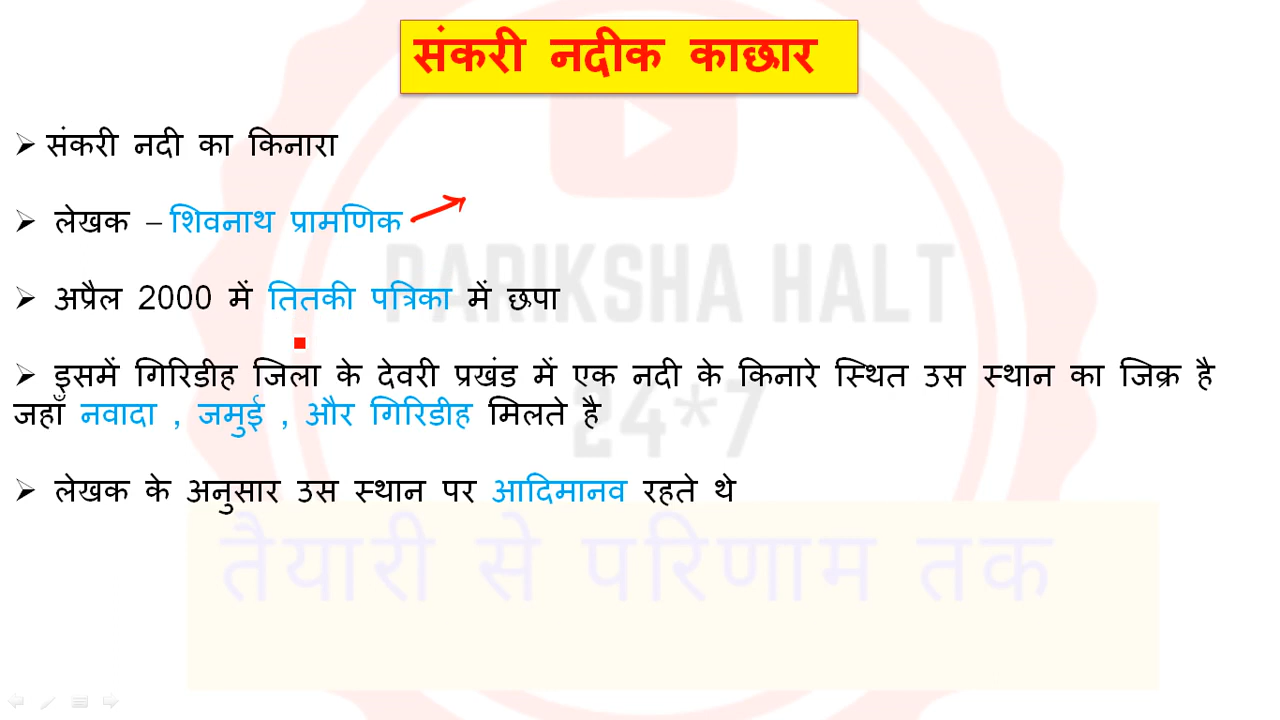 संकरी नदीक काछार
➢ संकरी नदी का किनारा
➢ लेखक – शिवनाथ प्रामणिक
➢ अप्रैल 2000 में तितकी पत्रिका में छपा
➢ इसमें गिरिडीह जिला के देवरी प्रखंड में एक नदी के किनारे स्थित उस स्थान का जिक्र है
जहाँ नवादा , जमुई , और गिरिडीह मिलते है
➢ लेखक के अनुसार उस स्थान पर आदिमानव रहते थे
PARIKSHA HALT
24*7
तैयारी से परिणाम तक